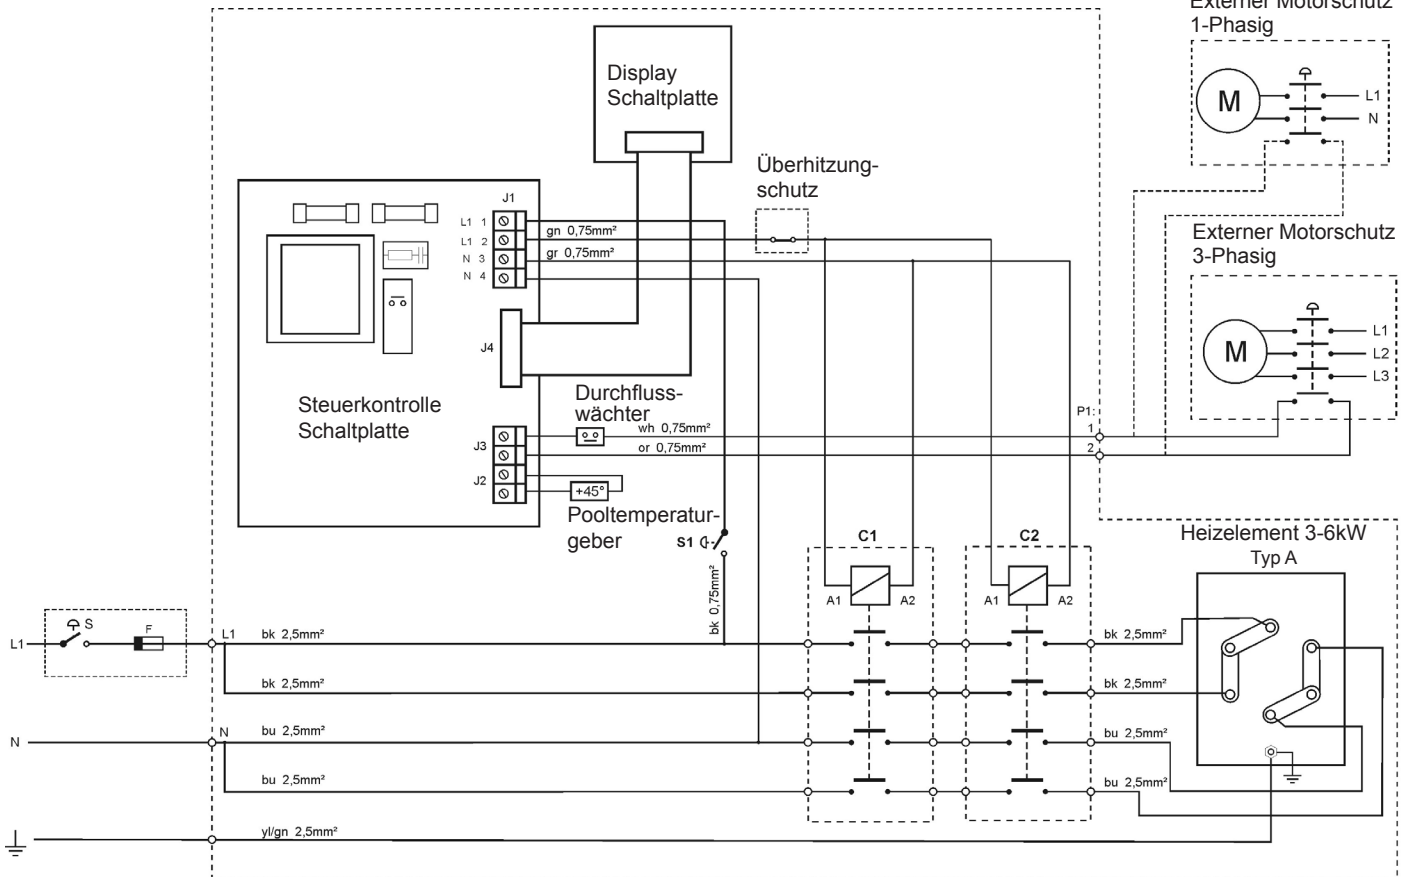 Externer Motorschutz
1-Phasig
M
L1
N
Display
Schaltplatte
Überhitzung-
schutz
J1
L1 1
L1 2
N 3
N 4
gn 0,75mm²
gr 0,75mm²
Externer Motorschutz
3-Phasig
M
L1
L2
L3
J4
Steuerkontrolle
Schaltplatte
Durchfluss-
wächter
wh 0,75mm²
or 0,75mm²
P1:
1
2
J3
J2
+45°
Pooltemperatur-
geber
S1
bk 0,75mm²
C1
A1
A2
C2
A1
A2
Heizelement 3-6kW
Typ A
S
F
L1
L1
bk 2,5mm²
bk 2,5mm²
bk 2,5mm²
bk 2,5mm²
N
N
bu 2,5mm²
bu 2,5mm²
bu 2,5mm²
bu 2,5mm²
yl/gn 2,5mm²